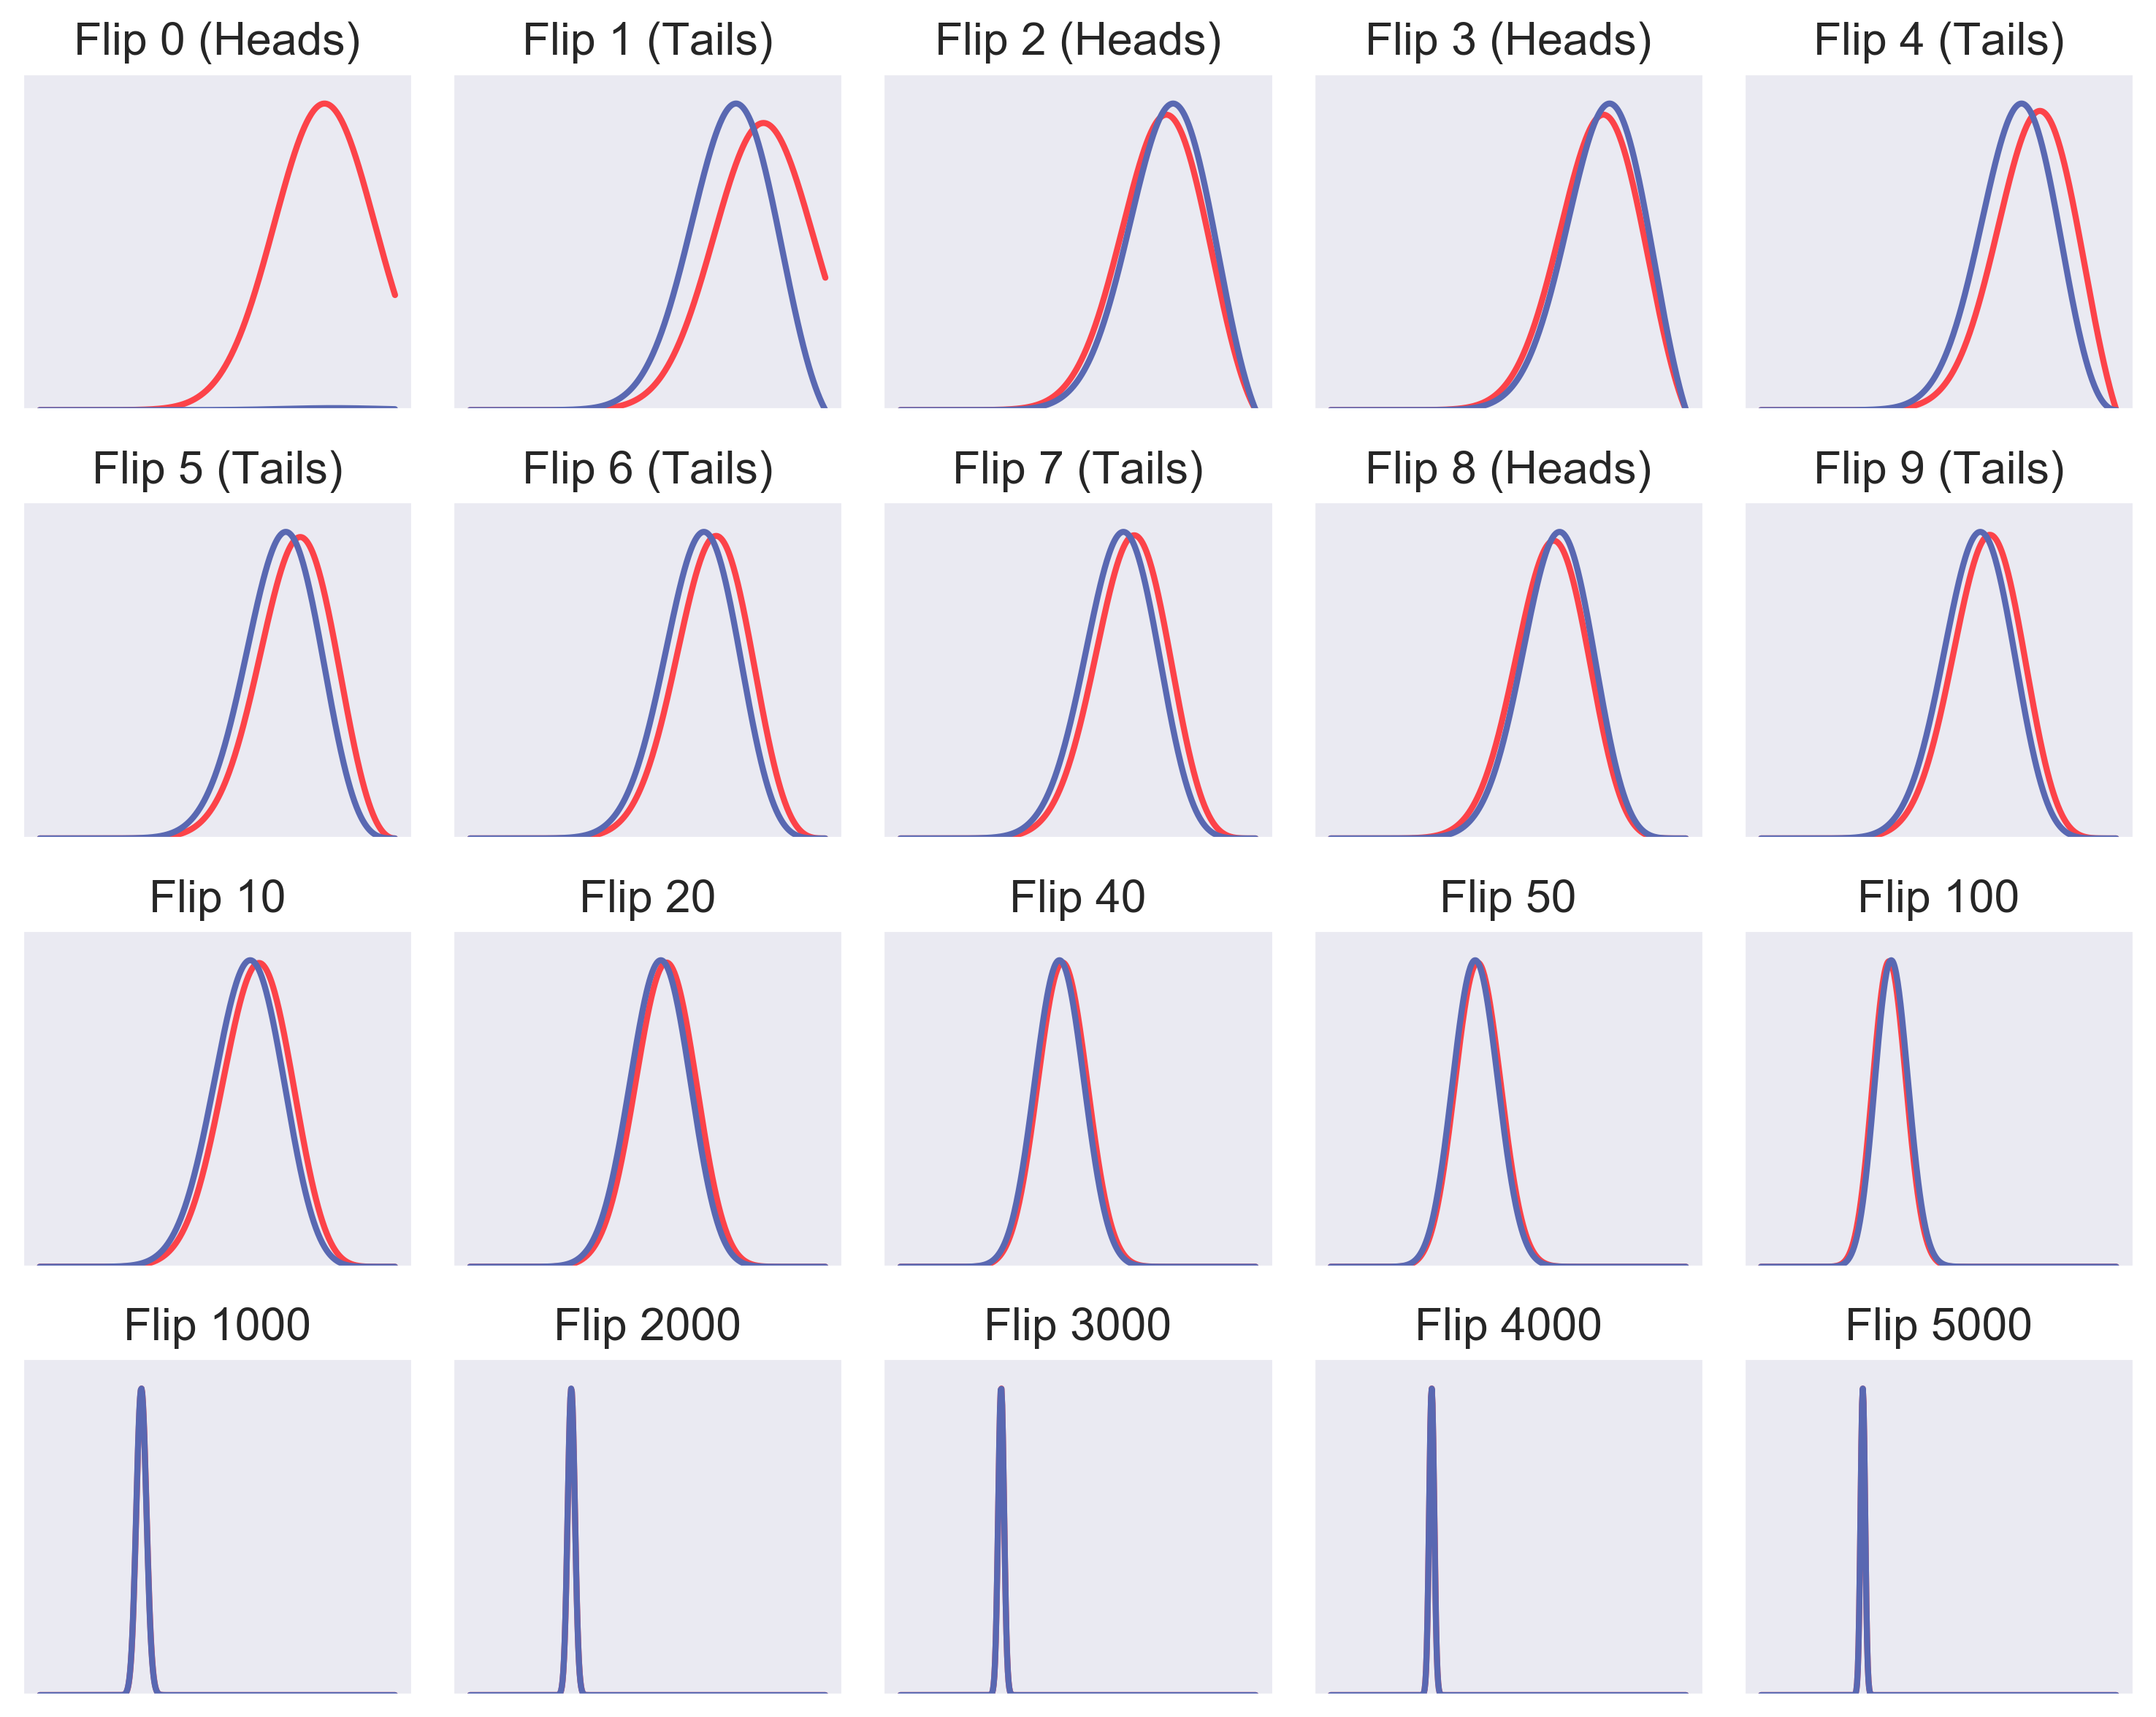 Flip 0 (Heads)
Flip 1 (Tails)
Flip 2 (Heads)
Flip 3 (Heads)
Flip 4 (Tails)
Flip 5 (Tails)
Flip 6 (Tails)
Flip 7 (Tails)
Flip 8 (Heads)
Flip 9 (Tails)
Flip 10
Flip 20
Flip 40
Flip 50
Flip 100
Flip 1000
Flip 2000
Flip 3000
Flip 4000
Flip 5000